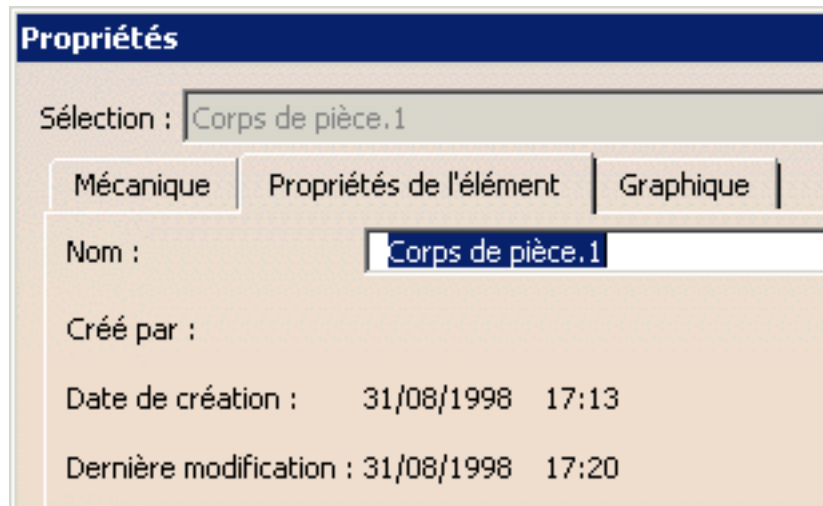 Propriétés
Sélection : Corps de pièce.1
Mécanique Propriétés de l'élément Graphique
Nom : Corps de pièce.1
Créé par :
Date de création : 31/08/1998 17:13
Dernière modification : 31/08/1998 17:20